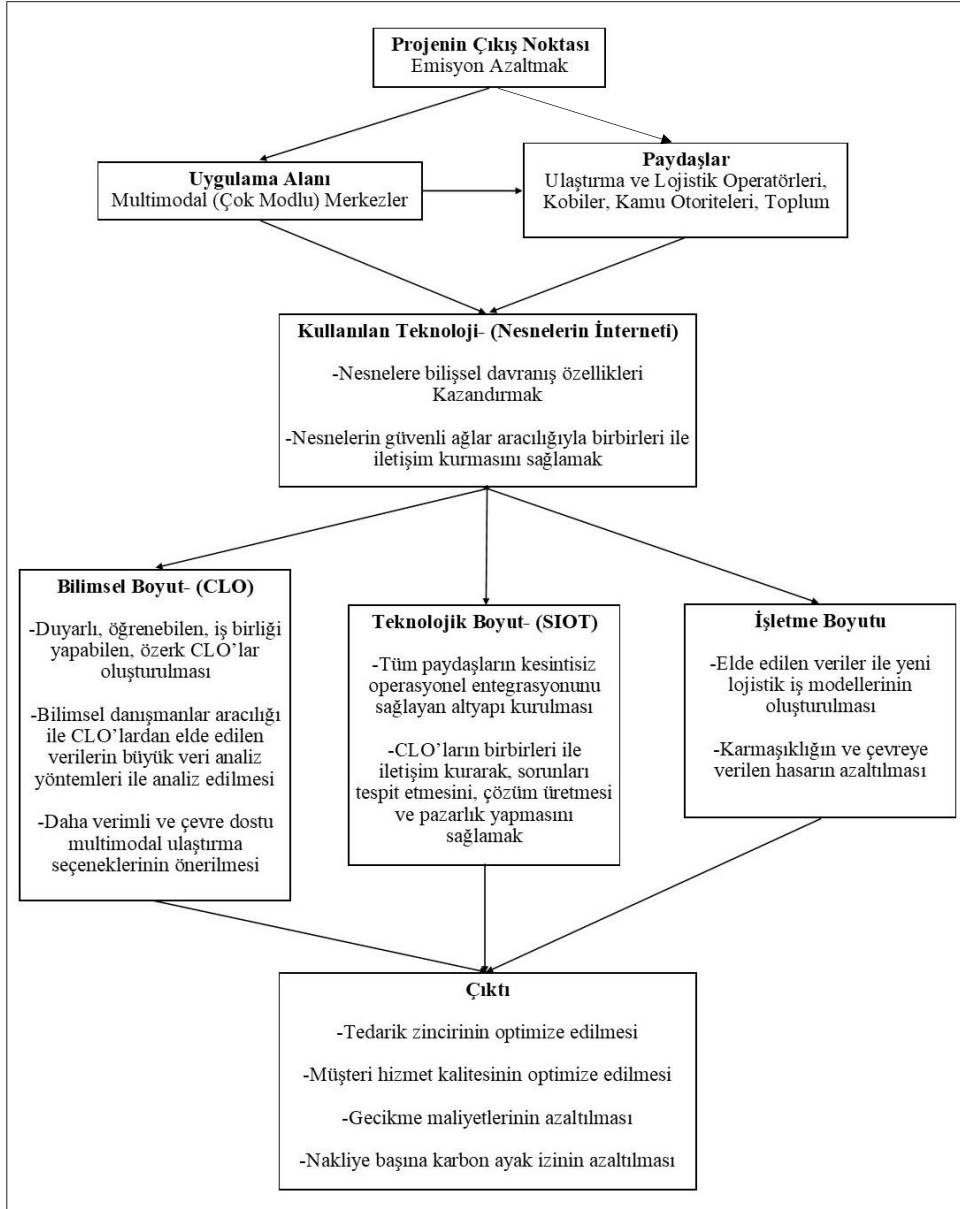 Projenin Çıkış Noktası
Emisyon Azaltmak
Uygulama Alanı
Multimodal (Çok Modlu) Merkezler
Paydaşlar
Ulaştırma ve Lojistik Operatörleri,
Kobiler, Kamu Otoriteleri, Toplum
Kullanılan Teknoloji- (Nesnelerin İnterneti)
-Nesnelere bilişsel davranış özellikleri
Kazandırmak
-Nesnelerin güvenli ağlar aracılığıyla birbirleri ile
iletişim kurmasını sağlamak
Bilimsel Boyut- (CLO)
-Duyarlı, öğrenebilen, iş birliği
yapabilen, özerk CLO’lar
oluşturulması
-Bilimsel danışmanlar aracılığı
ile CLO’lardan elde edilen
verilerin büyük veri analiz
yöntemleri ile analiz edilmesi
-Daha verimli ve çevre dostu
multimodal ulaştırma
seçeneklerinin önerilmesi
Teknolojik Boyut- (SIOT)
-Tüm paydaşların kesintisiz
operasyonel entegrasyonunu
sağlayan altyapı kurulması
-CLO’ların birbirleri ile
iletişim kurarak, sorunları
tespit etmesini, çözüm üretmesi
ve pazarlık yapmasını
sağlamak
İşletme Boyutu
-Elde edilen veriler ile yeni
lojistik iş modellerinin
oluşturulması
-Karmaşıklığın ve çevreye
verilen hasarın azaltılması
Çıktı
-Tedarik zincirinin optimize edilmesi
-Müşteri hizmet kalitesinin optimize edilmesi
-Gecikme maliyetlerinin azaltılması
-Nakliye başına karbon ayak izinin azaltılması